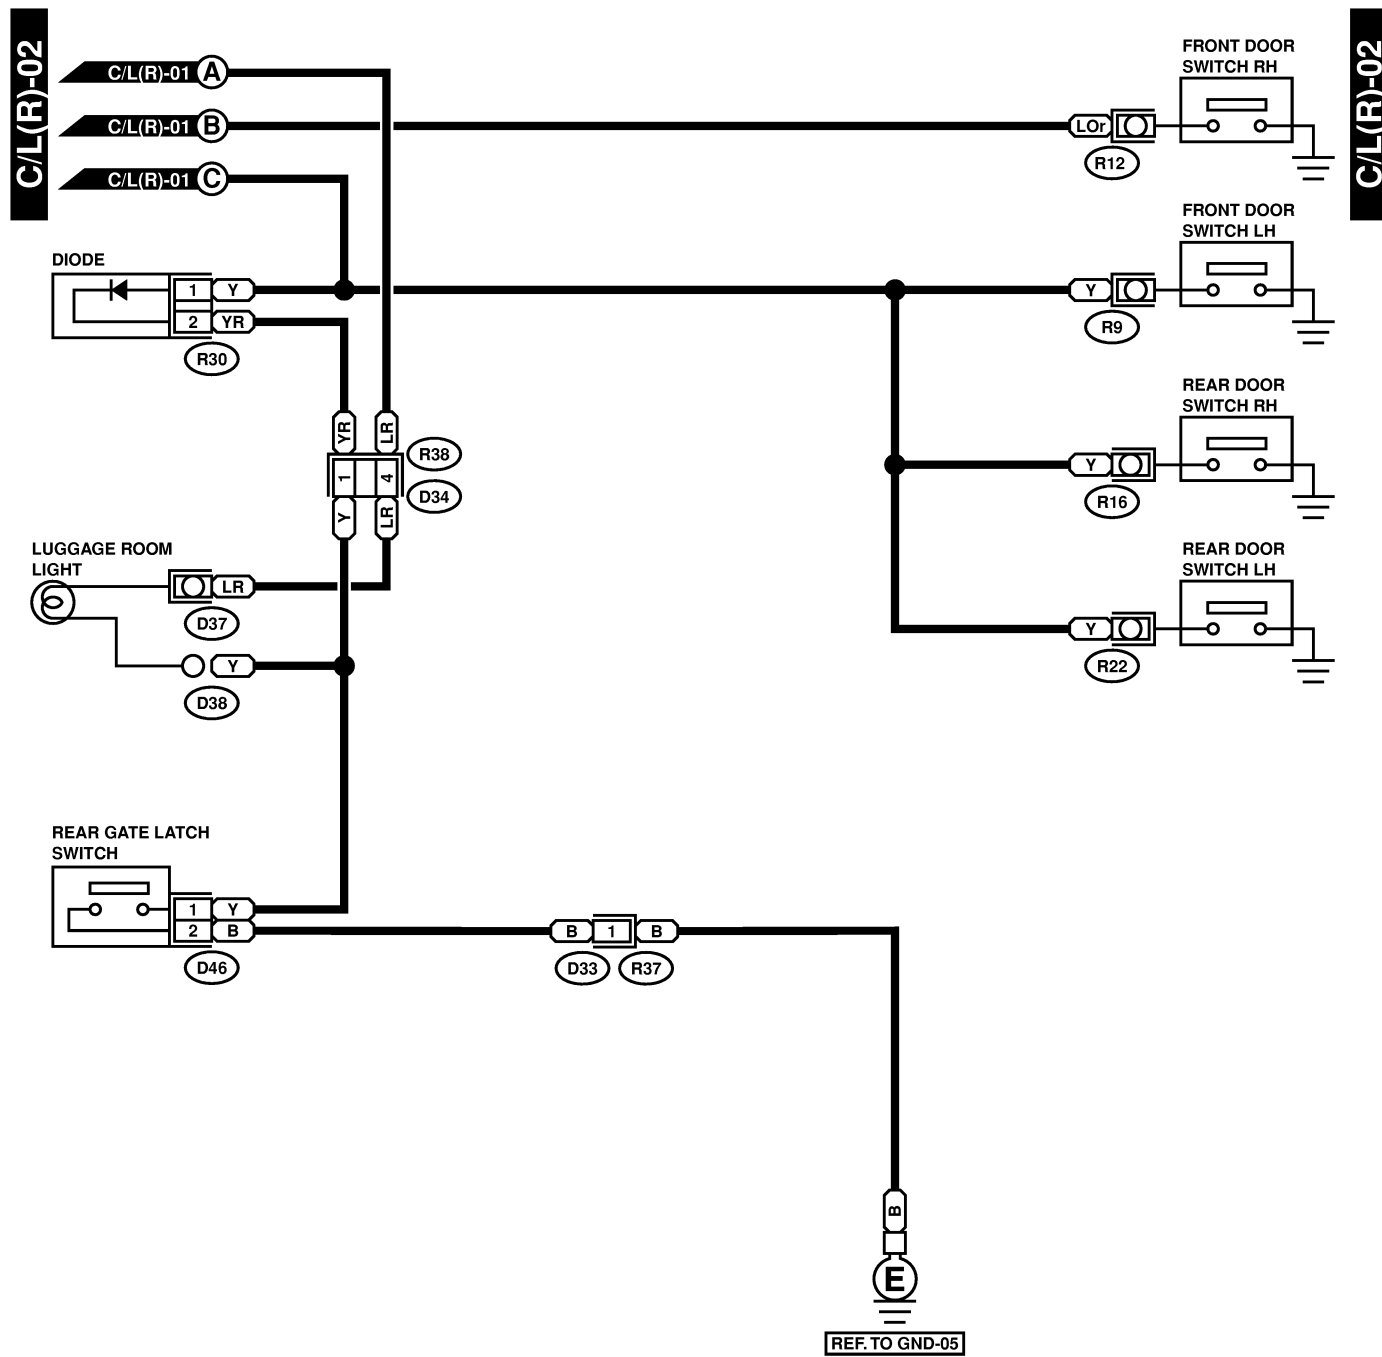 C/L(R)-02
C/L(R)-02
C/L(R)-01 A
C/L(R)-01 B
C/L(R)-01 C
FRONT DOOR
SWITCH RH
LOr
R12
FRONT DOOR
SWITCH LH
Y
R9
DIODE
1 Y
2 YR
R30
YR LR
R38
1 4
D34
Y LR
REAR DOOR
SWITCH RH
Y
R16
LUGGAGE ROOM
LIGHT
LR
D37
Y
D38
REAR DOOR
SWITCH LH
Y
R22
REAR GATE LATCH
SWITCH
1 Y
2 B
D46
B 1 B
D33 R37
B
E
REF. TO GND-05